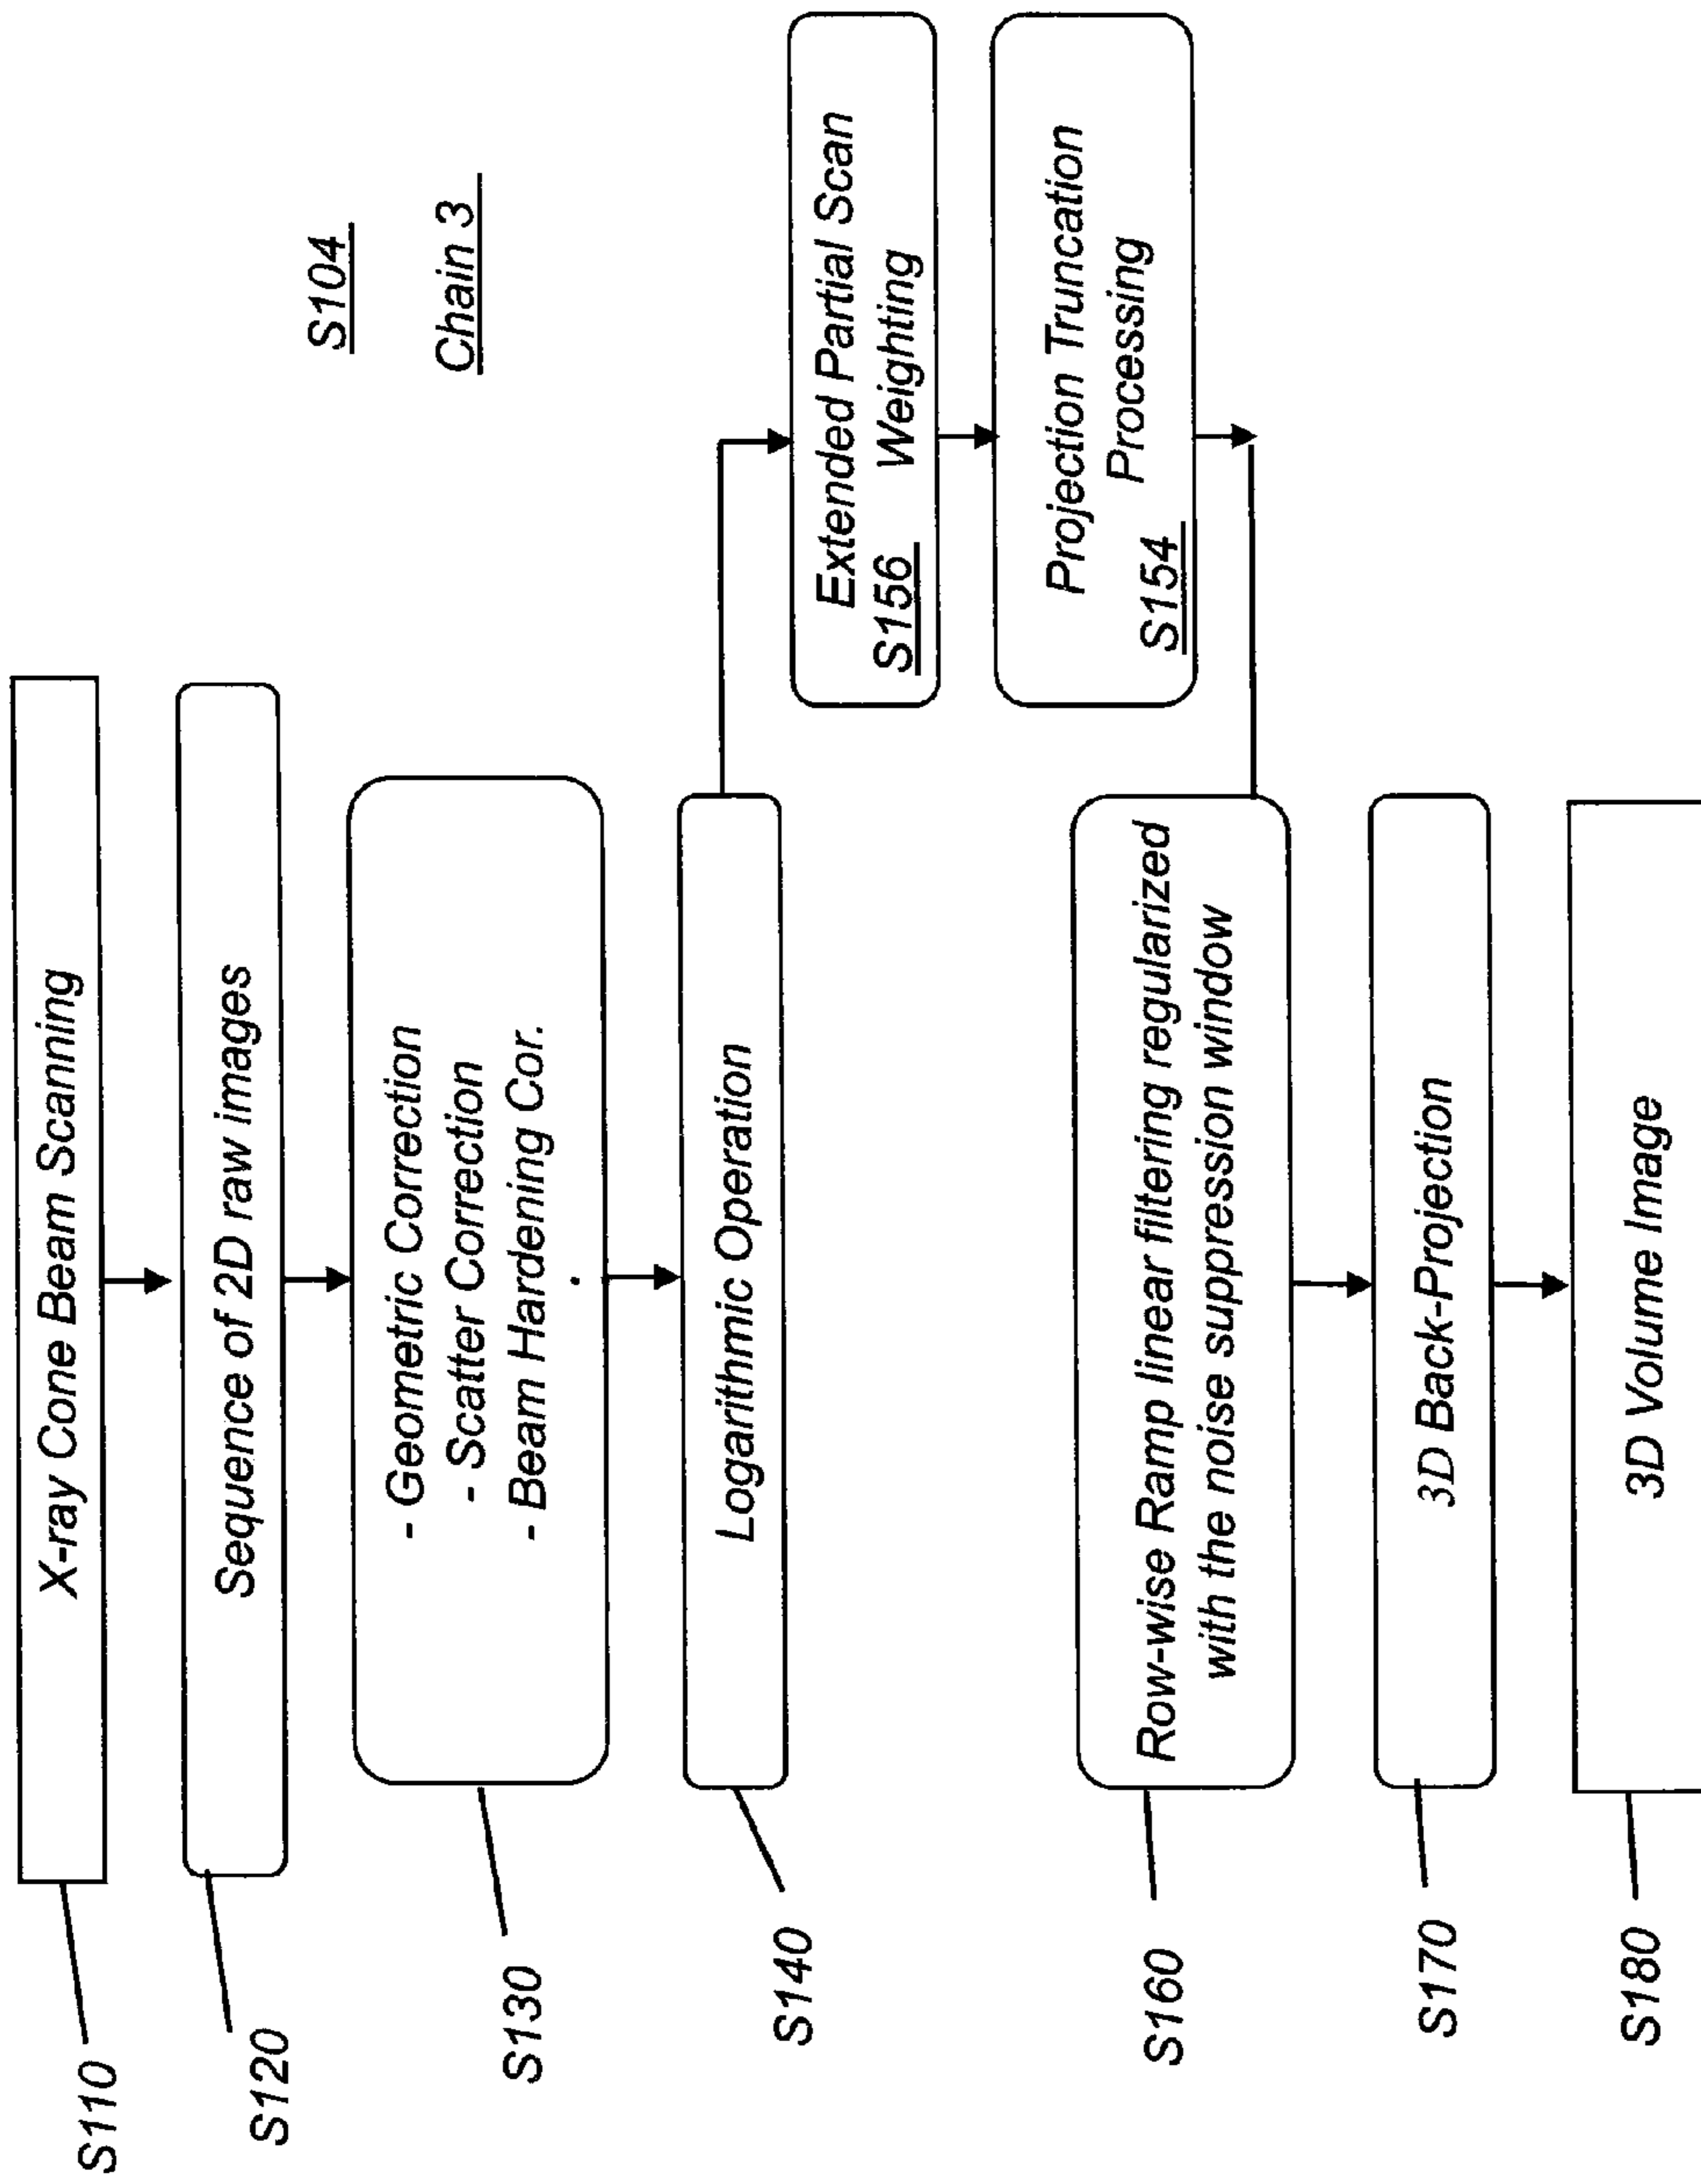 S104
Chain 3
X-ray Cone Beam Scanning
S110
Sequence of 2D raw images
S120
- Geometric Correction
- Scatter Correction
- Beam Hardening Cor.
.
S130
Logarithmic Operation
S140
Extended Partial Scan
S156 Weighting
Projection Truncation
Processing
S154
Row-wise Ramp linear filtering regularized
with the noise suppression window
S160
3D Back-Projection
S170
3D Volume Image
S180